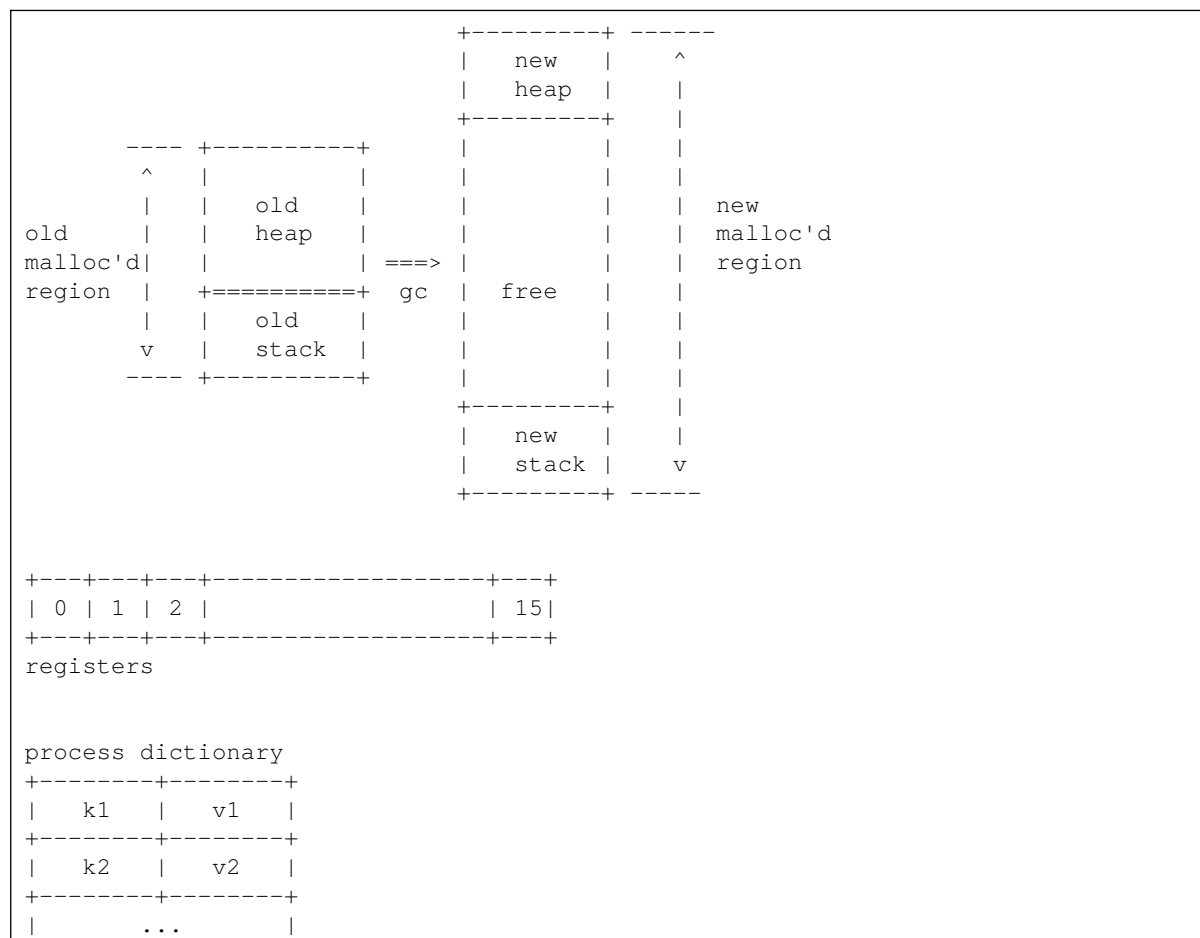 +---------+ ------
                               |   new   |    ^
                               |   heap  |    |
                               +---------+    |
       ---- +----------+       |         |    |
        ^   |          |       |         |    |
        |   |   old    |       |         |    |  new
old     |   |   heap   |       |         |    |  malloc'd
malloc'd|   |          | ===>  |         |    |  region
region  |   +==========+  gc   |  free   |    |
        |   |   old    |       |         |    |
        v   |   stack  |       |         |    |
       ---- +----------+       |         |    |
                               +---------+    |
                               |   new   |    |
                               |   stack |    v
                               +---------+ -----
+---+---+---+-------------------+---+
| 0 | 1 | 2 |                   | 15|
+---+---+---+-------------------+---+
registers
process dictionary
+--------+--------+
|   k1   |   v1   |
+--------+--------+
|   k2   |   v2   |
+--------+--------+
|       ...       |